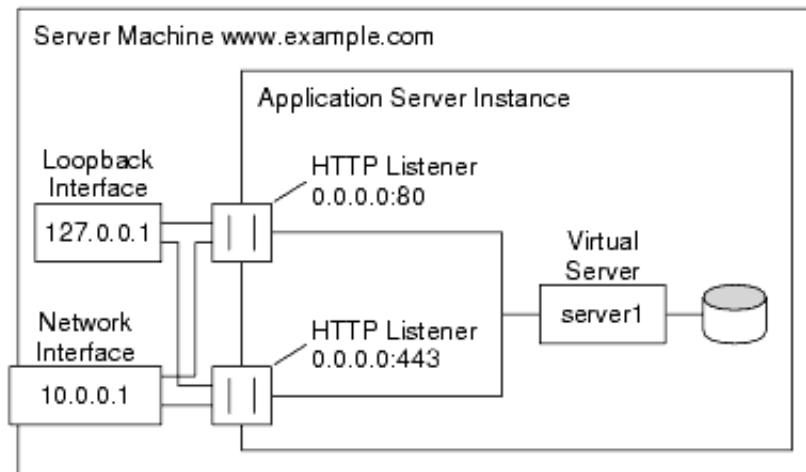 Server Machine www.example.com
Application Server Instance
Loopback
Interface
127.0.0.1
HTTP Listener
0.0.0.0:80
Virtual
Server
server1
Network
Interface
10.0.0.1
HTTP Listener
0.0.0.0:443